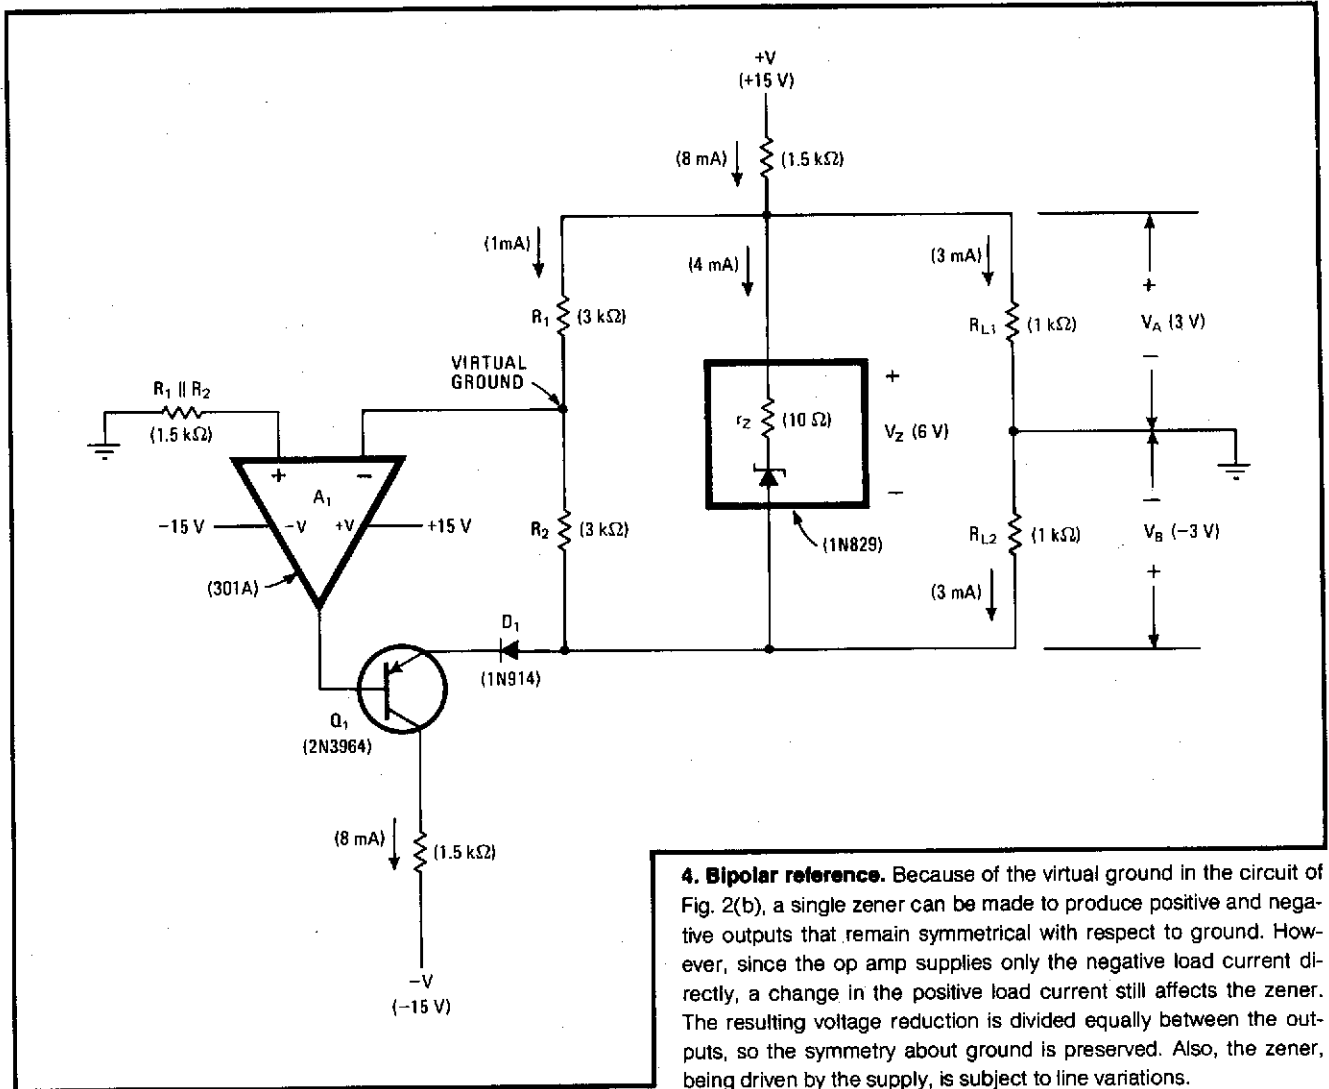 +V
(+15 V)
(8 mA)
(1.5 kΩ)
(1mA)
(4 mA)
(3 mA)
R1 (3 kΩ)
RL1 (1 kΩ)
+
VA (3 V)
−
VIRTUAL
GROUND
R1 || R2
(1.5 kΩ)
+ −
A1
−15 V −V +V +15 V
(301A)
rZ (10 Ω)
+
VZ (6 V)
−
(1N829)
R2 (3 kΩ)
RL2 (1 kΩ)
−
VB (−3 V)
+
(3 mA)
D1
(1N914)
Q1
(2N3964)
(8 mA)
(1.5 kΩ)
−V
(−15 V)
4. Bipolar reference. Because of the virtual ground in the circuit of
Fig. 2(b), a single zener can be made to produce positive and nega-
tive outputs that remain symmetrical with respect to ground. How-
ever, since the op amp supplies only the negative load current di-
rectly, a change in the positive load current still affects the zener.
The resulting voltage reduction is divided equally between the out-
puts, so the symmetry about ground is preserved. Also, the zener,
being driven by the supply, is subject to line variations.